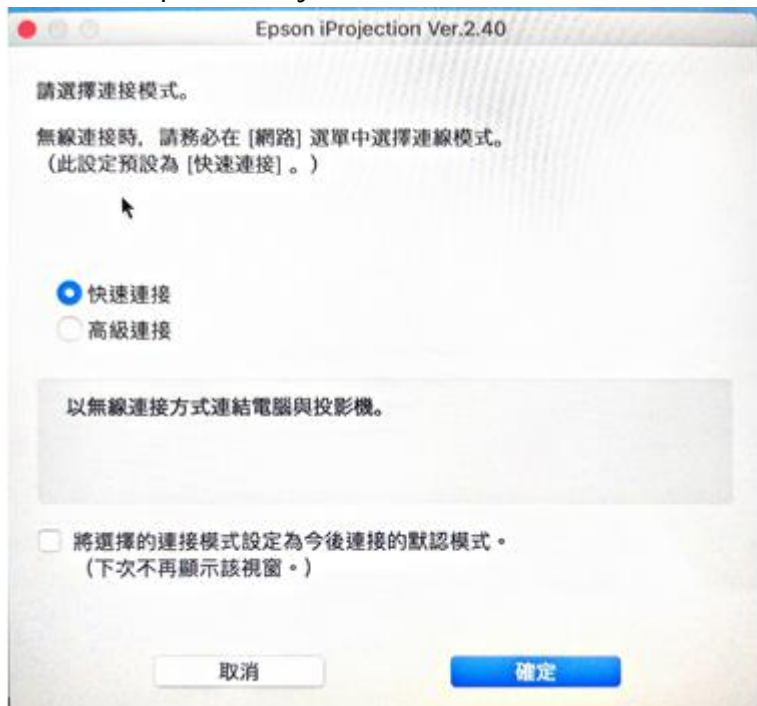 Epson iProjection Ver.2.40
請選擇連接模式。
無線連接時，請務必在 [網路] 選單中選擇連線模式。
（此設定預設為 [快速連接] 。）
快速連接
高級連接
以無線連接方式連結電腦與投影機。
將選擇的連接模式設定為今後連接的默認模式。
（下次不再顯示該視窗。）
取消
確定